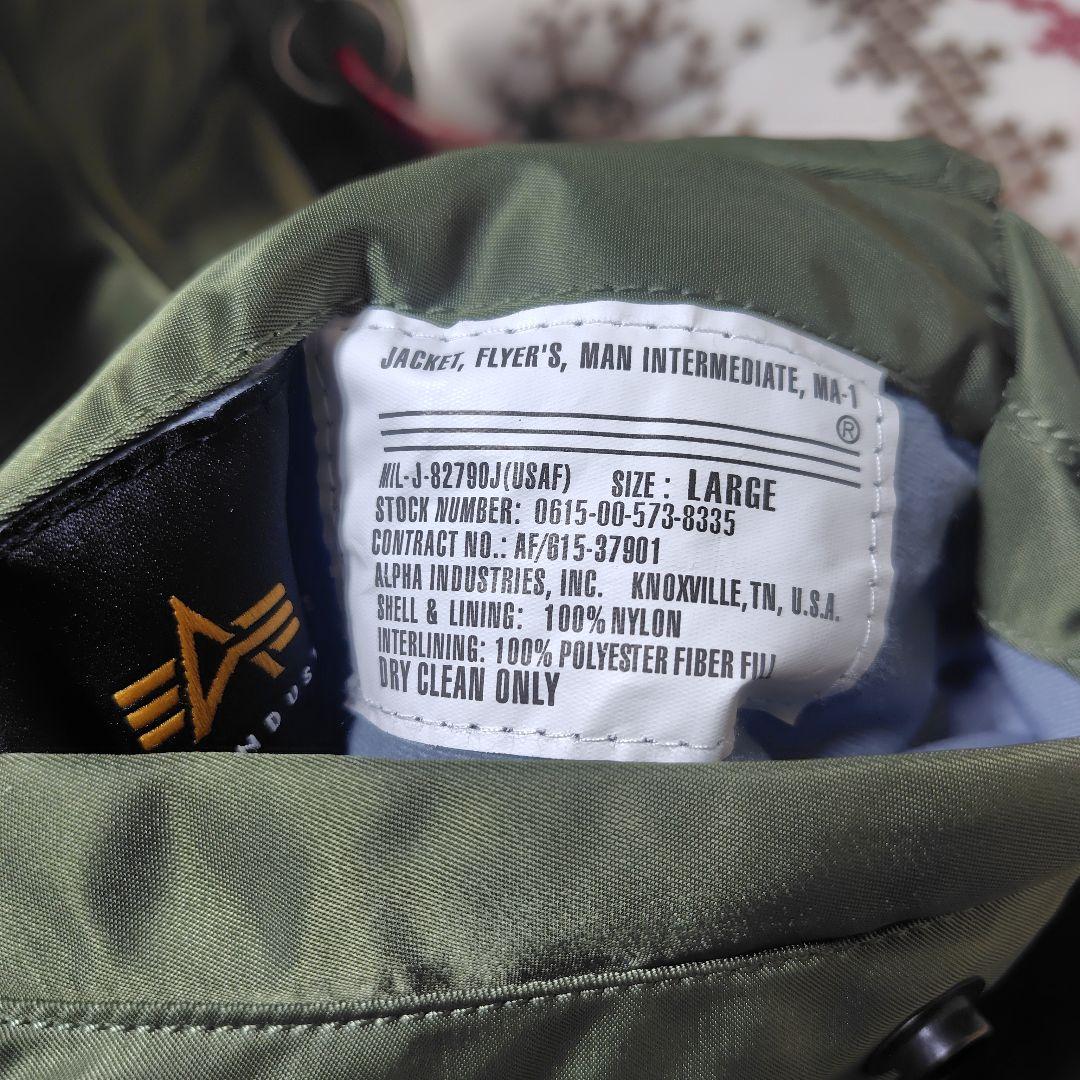 JACKET, FLYER'S, MAN INTERMEDIATE, MA-1
®
MIL-J-82790J(USAF) SIZE: LARGE
STOCK NUMBER: 0615-00-573-8335
CONTRACT NO.: AF/615-37901
ALPHA INDUSTRIES, INC. KNOXVILLE, TN, U.S.A.
SHELL & LINING: 100% NYLON
INTERLINING: 100% POLYESTER FIBER FILL
DRY CLEAN ONLY
NDUS